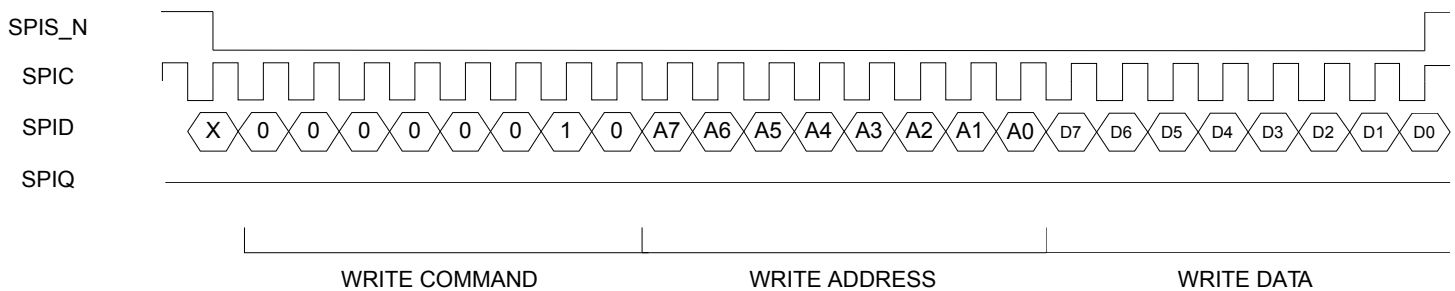 SPIS_N
SPIC
SPID X 0 0 0 0 0 0 1 0 A7 A6 A5 A4 A3 A2 A1 A0 D7 D6 D5 D4 D3 D2 D1 D0
SPIQ
WRITE COMMAND WRITE ADDRESS WRITE DATA